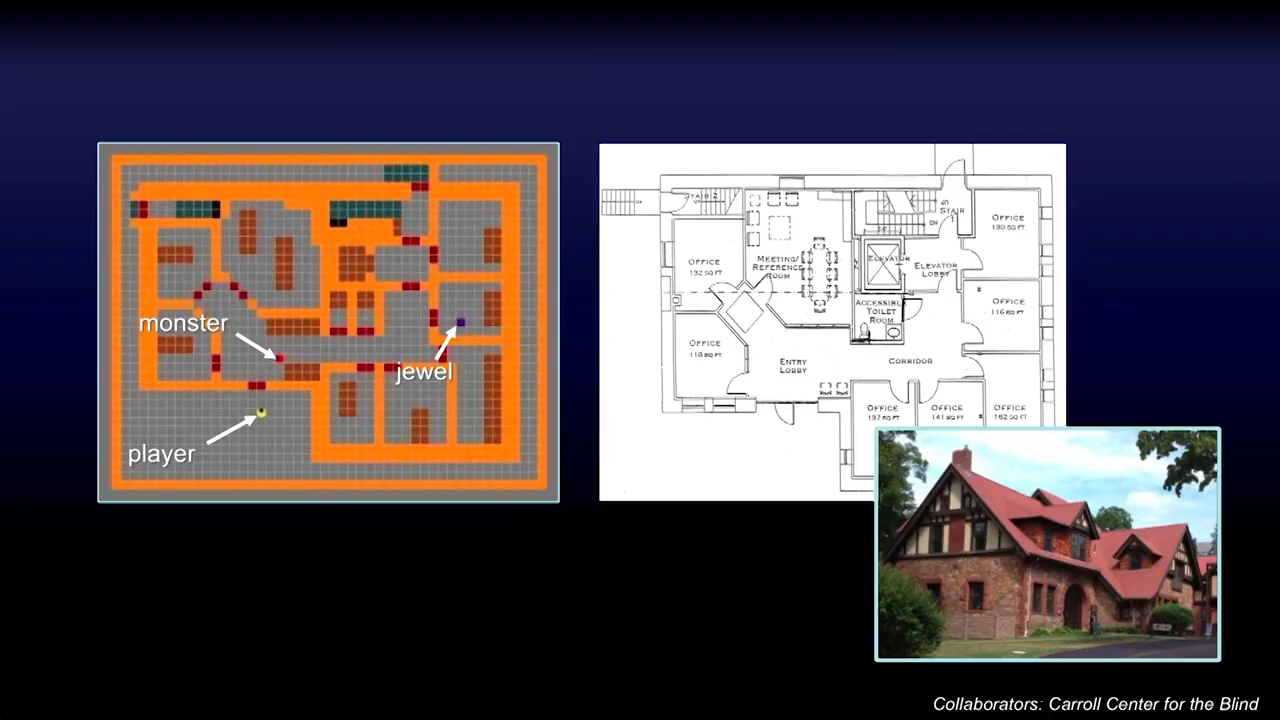 monster
jewel
player
STAIR 2
UP
OFFICE
132 SQ FT
MEETING/
REFERENCE
ROOM
ELEVATOR
ELEVATOR
LOBBY
DN
STAIR
OFFICE
130 SQ FT
ACCESSIBLE
TOILET
ROOM
OFFICE
116 SQ FT
OFFICE
118 SQ FT
ENTRY
LOBBY
CORRIDOR
OFFICE
137 SQ FT
OFFICE
141 SQ FT
OFFICE
162 SQ FT
Collaborators: Carroll Center for the Blind